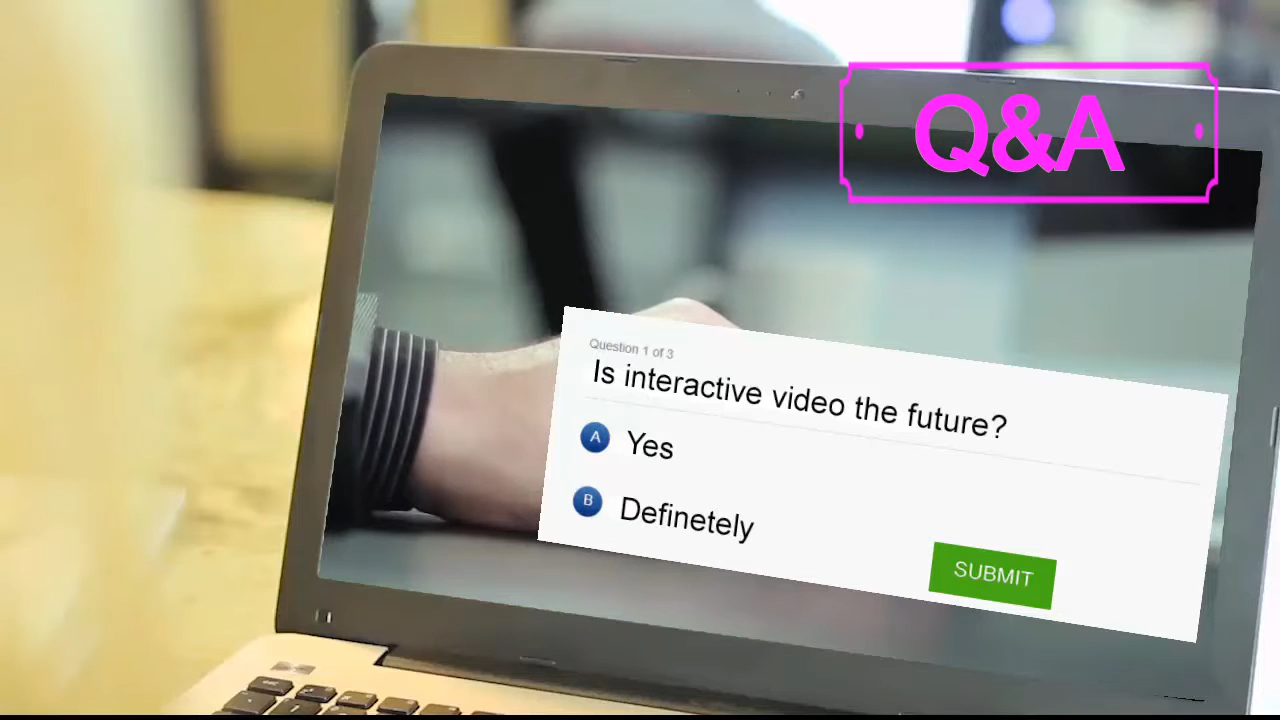 Q&A
Question 1 of 3
Is interactive video the future?
A Yes
B Definetely
SUBMIT